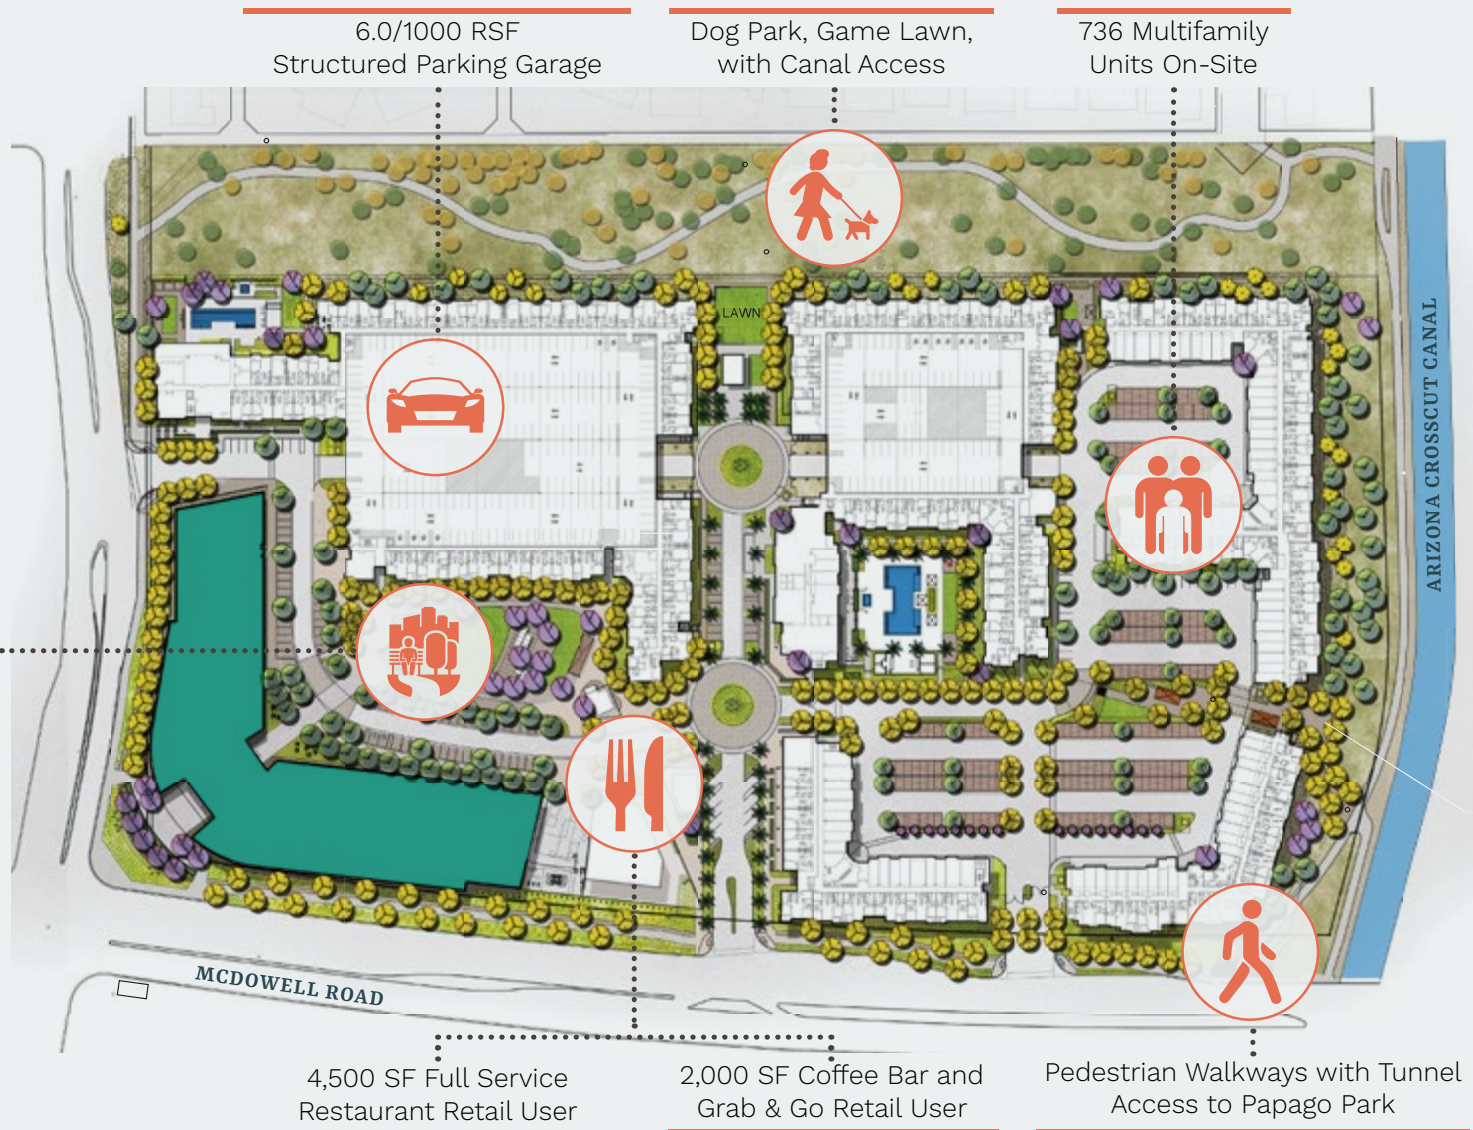 6.0/1000 RSF
Structured Parking Garage
Dog Park, Game Lawn,
with Canal Access
736 Multifamily
Units On-Site
LAWN
ARIZONA CROSSCUT CANAL
MCDOWELL ROAD
4,500 SF Full Service
Restaurant Retail User
2,000 SF Coffee Bar and
Grab & Go Retail User
Pedestrian Walkways with Tunnel
Access to Papago Park